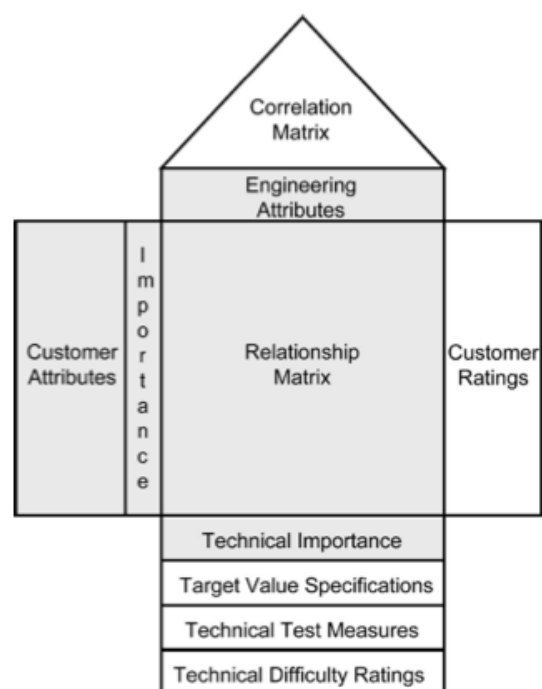 Correlation
Matrix
Engineering
Attributes
Customer
Attributes
Importance
Relationship
Matrix
Customer
Ratings
Technical Importance
Target Value Specifications
Technical Test Measures
Technical Difficulty Ratings